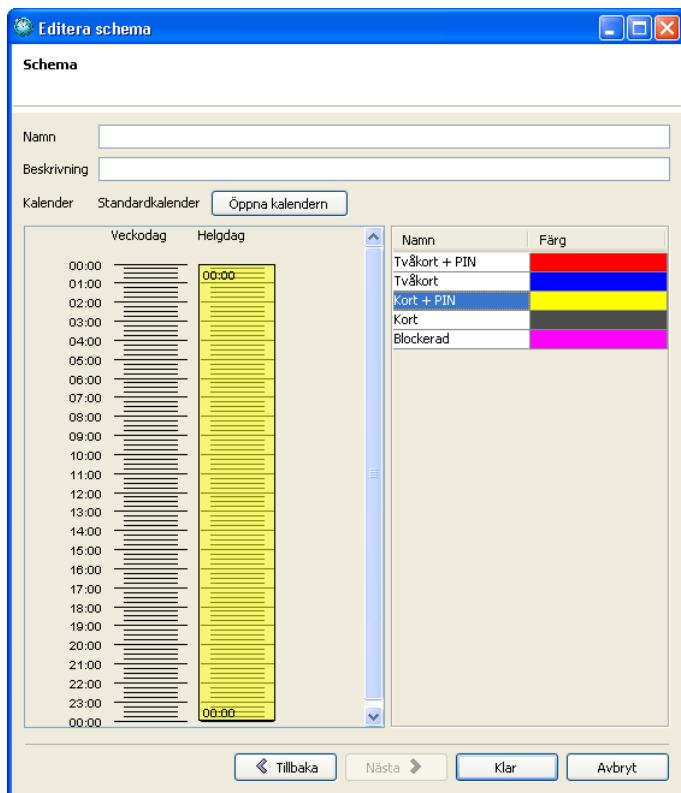 Editera schema
Schema
Namn
Beskrivning
Kalender Standardkalender Öppna kalendern
Veckodag Helgdag
00:00 00:00
01:00
02:00
03:00
04:00
05:00
06:00
07:00
08:00
09:00
10:00
11:00
12:00
13:00
14:00
15:00
16:00
17:00
18:00
19:00
20:00
21:00
22:00
23:00
00:00 00:00
Namn Färg
Tvåkort + PIN
Tvåkort
Kort + PIN
Kort
Blockerad
Tillbaka Nästa Klar Avbryt